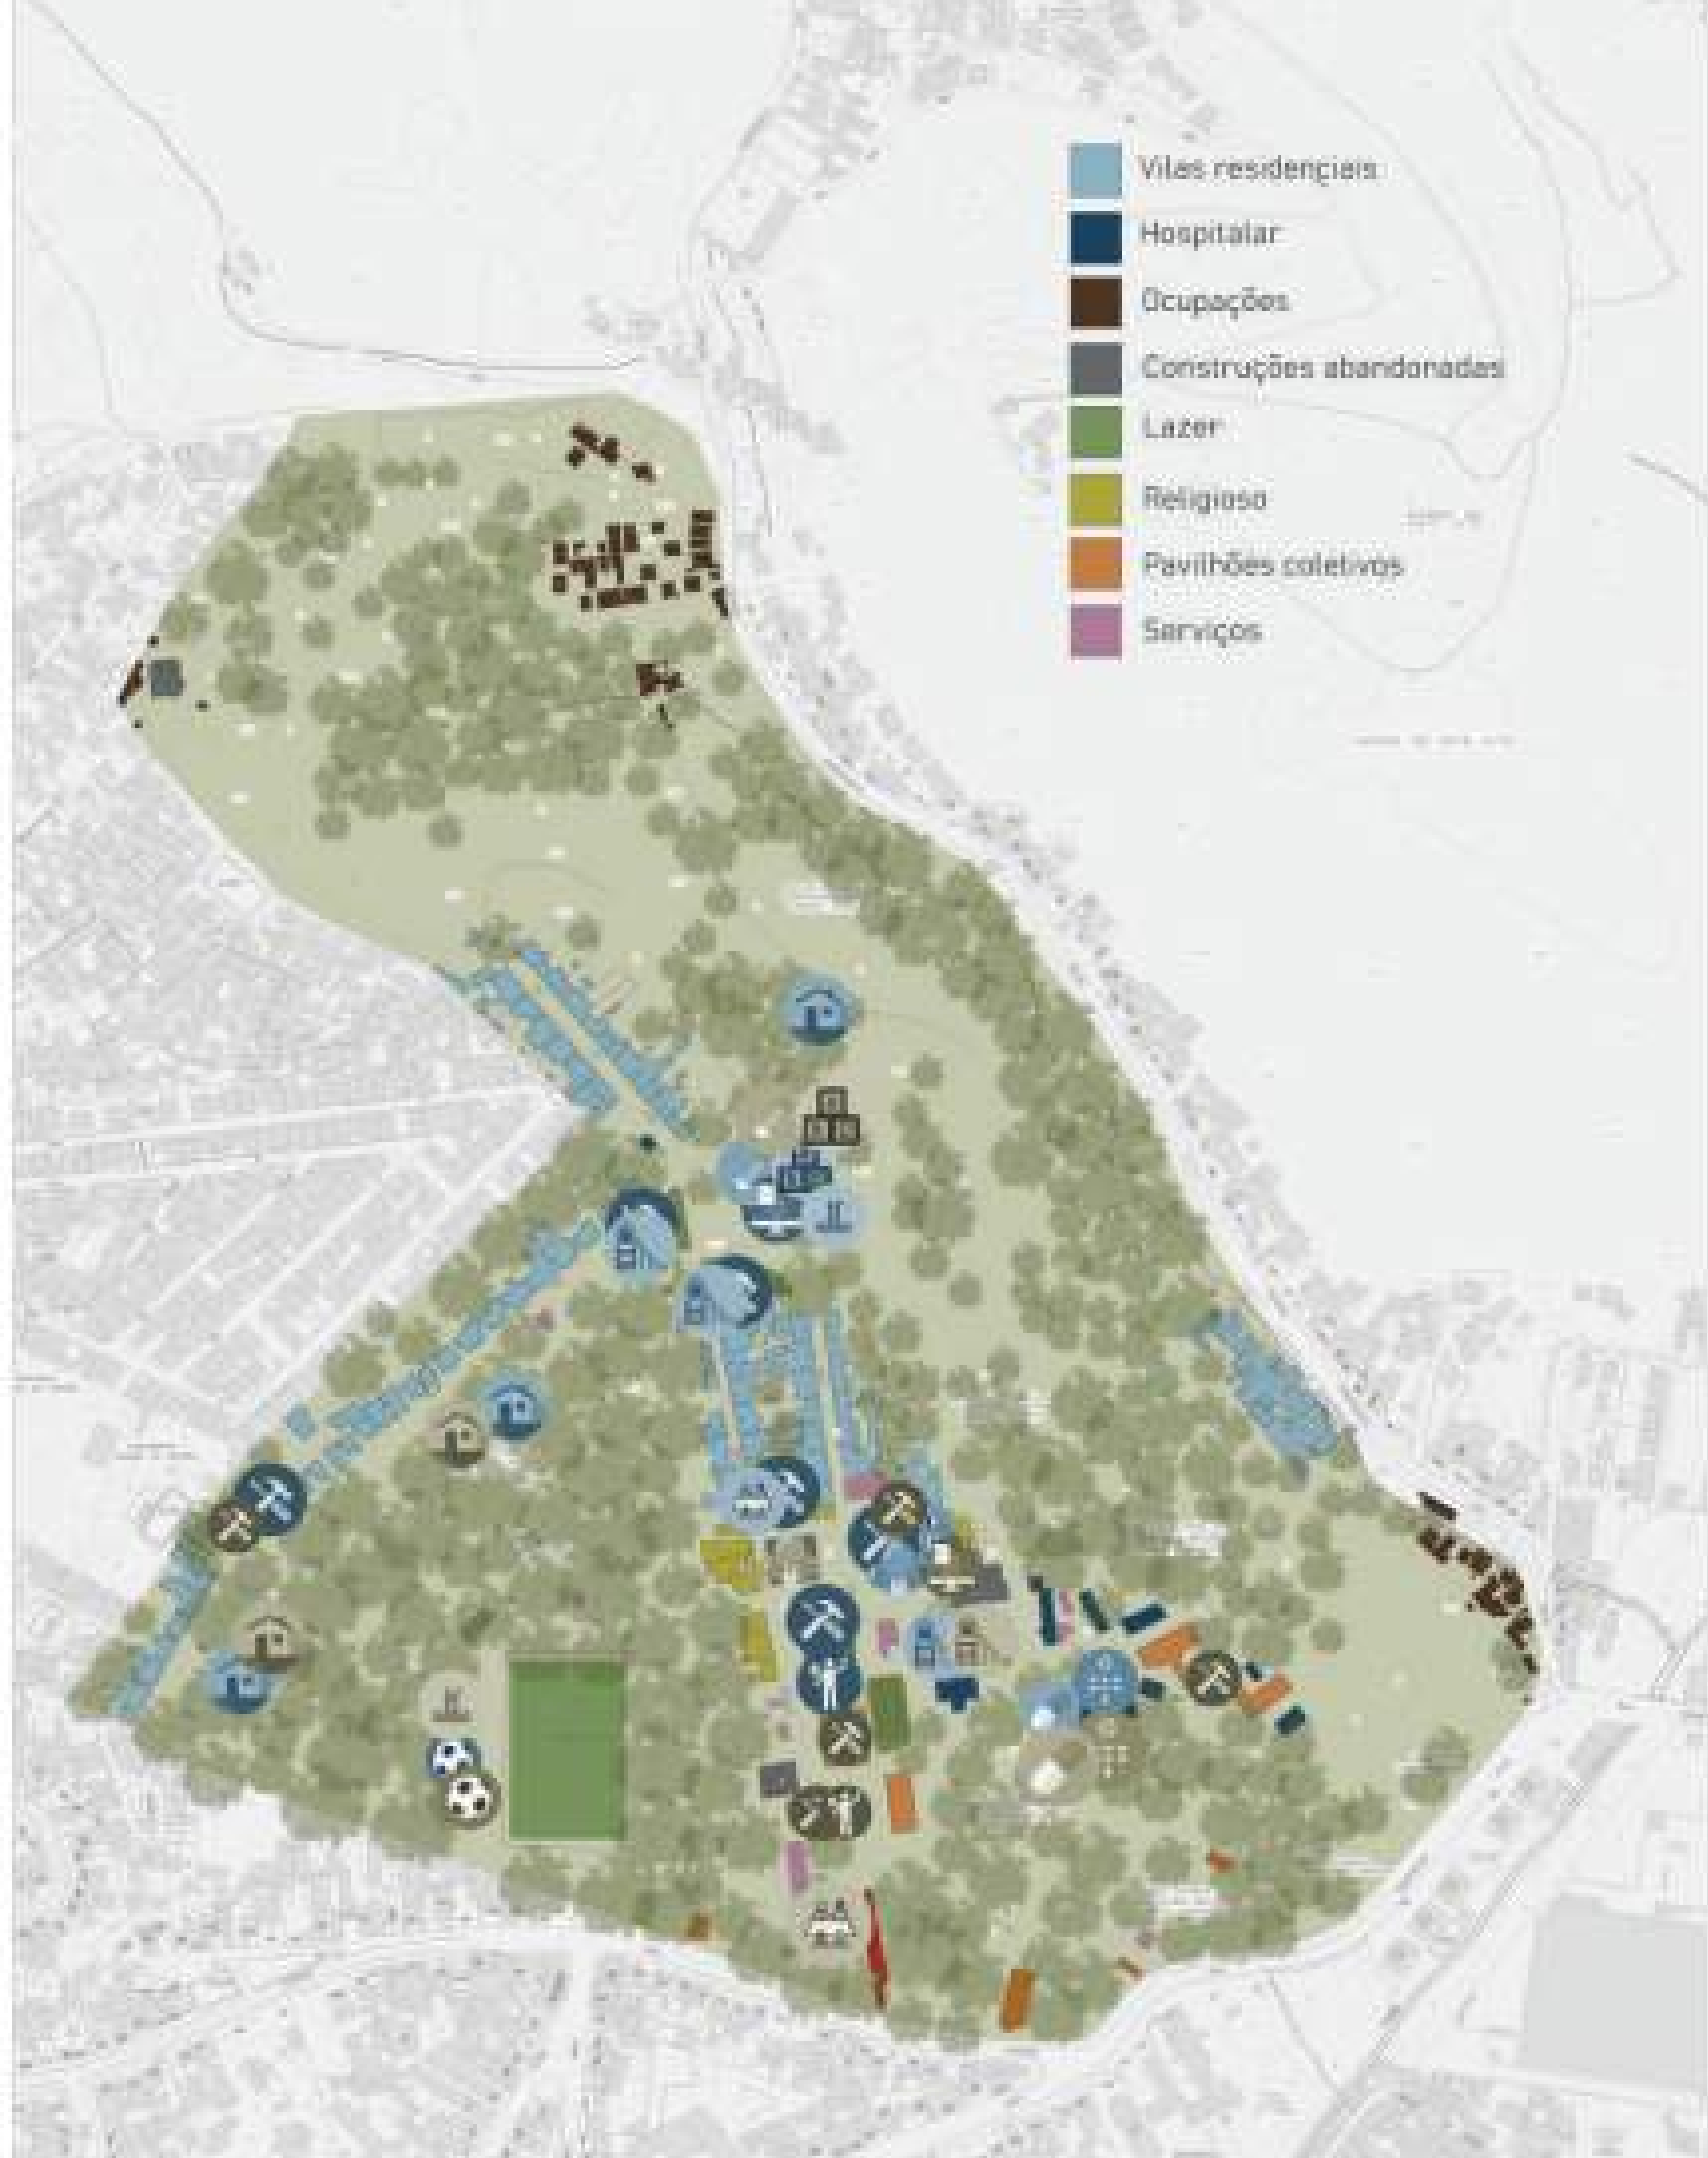 Vilas residenciais
Hospitalar
Ocupações
Construções abandonadas
Lazer
Religioso
Pavilhões coletivos
Serviços